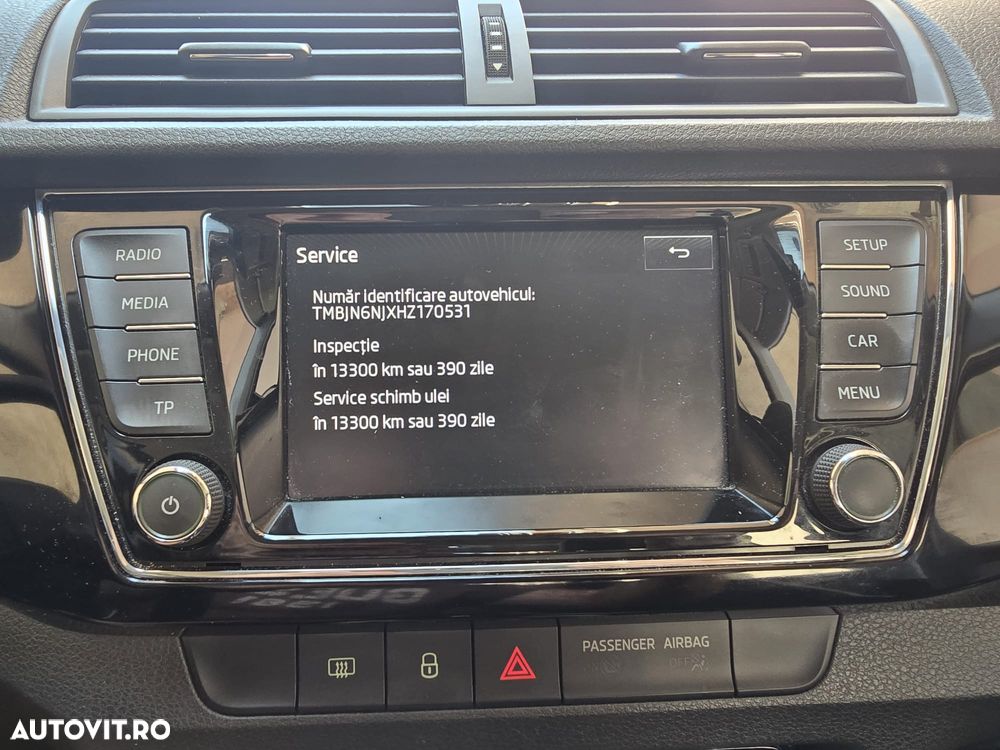 RADIO
MEDIA
PHONE
TP
Service
Număr identificare autovehicul:
TMBJN6NJXHZ170531
Inspecție
în 13300 km sau 390 zile
Service schimb ulei
în 13300 km sau 390 zile
SETUP
SOUND
CAR
MENU
PASSENGER AIRBAG
OFF
AUTOVIT.RO